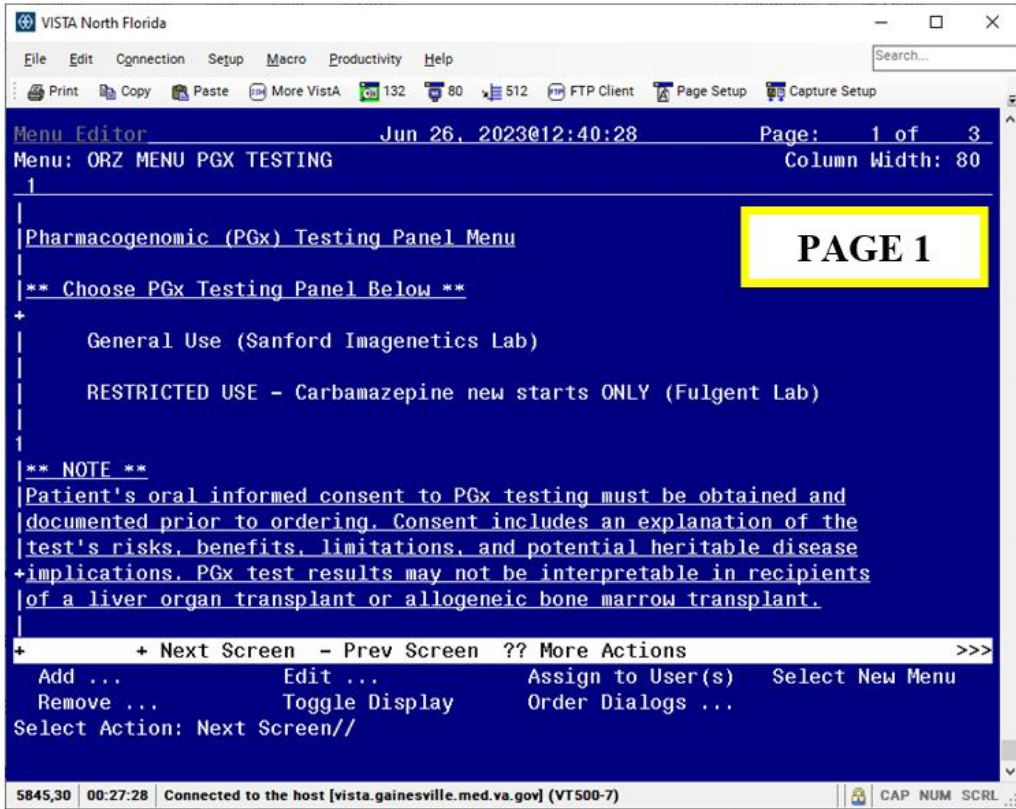 VISTA North Florida
File Edit Connection Setup Macro Productivity Help
Search...
Print Copy Paste More VistA 132 80 512 FTP Client Page Setup Capture Setup
Menu Editor Jun 26, 2023@12:40:28 Page: 1 of 3
Menu: ORZ MENU PGX TESTING Column Width: 80
1
|
|Pharmacogenomic (PGx) Testing Panel Menu
PAGE 1
|
|** Choose PGx Testing Panel Below **
+
| General Use (Sanford Imagenetics Lab)
|
| RESTRICTED USE – Carbamazepine new starts ONLY (Fulgent Lab)
|
1
|** NOTE **
|Patient's oral informed consent to PGx testing must be obtained and
|documented prior to ordering. Consent includes an explanation of the
|test's risks, benefits, limitations, and potential heritable disease
+implications. PGx test results may not be interpretable in recipients
|of a liver organ transplant or allogeneic bone marrow transplant.
|
+ + Next Screen - Prev Screen ?? More Actions >>>
Add ... Edit ... Assign to User(s) Select New Menu
Remove ... Toggle Display Order Dialogs ...
Select Action: Next Screen//
5845,30 00:27:28 Connected to the host [vista.gainesville.med.va.gov] (VT500-7) CAP NUM SCRL